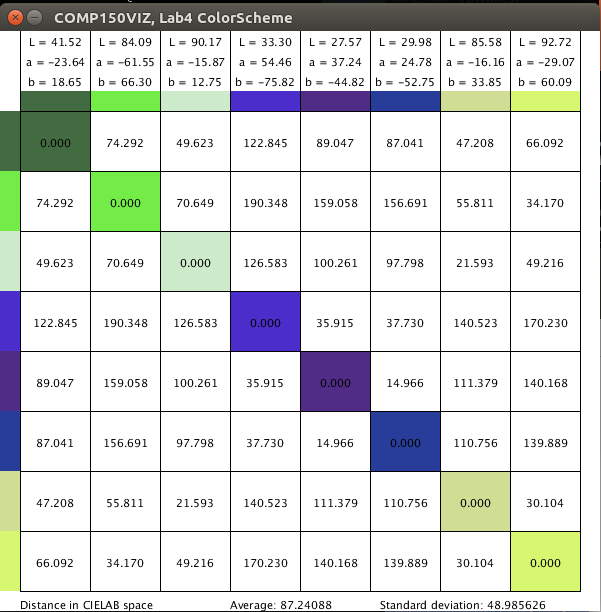 COMP150VIZ, Lab4 ColorScheme
L = 41.52 L = 84.09 L = 90.17 L = 33.30 L = 27.57 L = 29.98 L = 85.58 L = 92.72
a = -23.64 a = -61.55 a = -15.87 a = 54.46 a = 37.24 a = 24.78 a = -16.16 a = -29.07
b = 18.65 b = 66.30 b = 12.75 b = -75.82 b = -44.82 b = -52.75 b = 33.85 b = 60.09
0.000 74.292 49.623 122.845 89.047 87.041 47.208 66.092
74.292 0.000 70.649 190.348 159.058 156.691 55.811 34.170
49.623 70.649 0.000 126.583 100.261 97.798 21.593 49.216
122.845 190.348 126.583 0.000 35.915 37.730 140.523 170.230
89.047 159.058 100.261 35.915 0.000 14.966 111.379 140.168
87.041 156.691 97.798 37.730 14.966 0.000 110.756 139.889
47.208 55.811 21.593 140.523 111.379 110.756 0.000 30.104
66.092 34.170 49.216 170.230 140.168 139.889 30.104 0.000
Distance in CIELAB space Average: 87.24088 Standard deviation: 48.985626